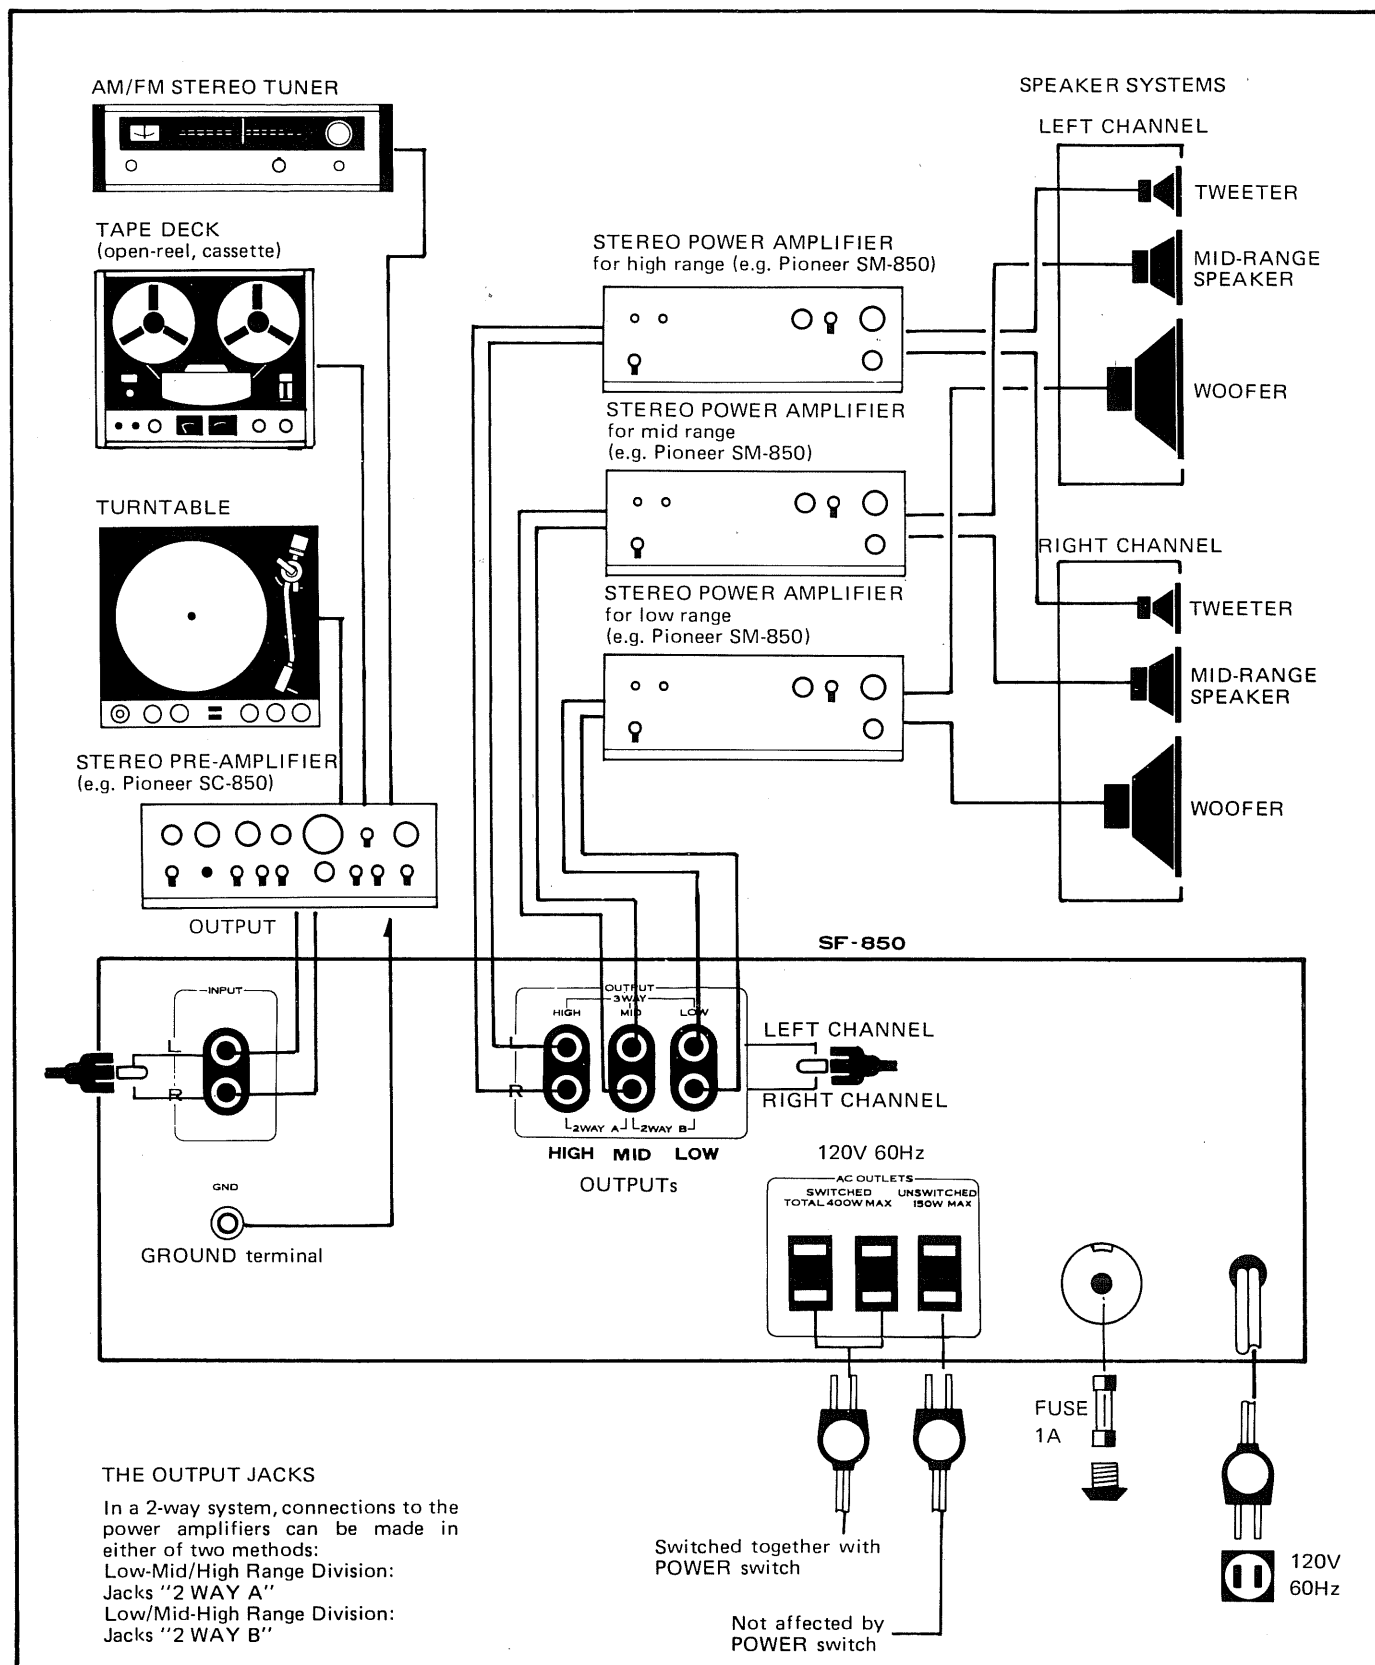 AM/FM STEREO TUNER
TAPE DECK
(open-reel, cassette)
TURNTABLE
STEREO PRE-AMPLIFIER
(e.g. Pioneer SC-850)
OUTPUT
STEREO POWER AMPLIFIER
for high range (e.g. Pioneer SM-850)
STEREO POWER AMPLIFIER
for mid range
(e.g. Pioneer SM-850)
STEREO POWER AMPLIFIER
for low range
(e.g. Pioneer SM-850)
SPEAKER SYSTEMS
LEFT CHANNEL
TWEETER
MID-RANGE
SPEAKER
WOOFER
RIGHT CHANNEL
TWEETER
MID-RANGE
SPEAKER
WOOFER
SF-850
INPUT
L
R
GND
GROUND terminal
OUTPUT
3WAY
HIGH MID LOW
L
R
2WAY A 2WAY B
HIGH MID LOW
OUTPUTs
LEFT CHANNEL
RIGHT CHANNEL
120V 60Hz
AC OUTLETS
SWITCHED UNSWITCHED
TOTAL 400W MAX 150W MAX
FUSE
1A
120V
60Hz
Switched together with
POWER switch
Not affected by
POWER switch
THE OUTPUT JACKS
In a 2-way system, connections to the
power amplifiers can be made in
either of two methods:
Low-Mid/High Range Division:
Jacks "2 WAY A"
Low/Mid-High Range Division:
Jacks "2 WAY B"